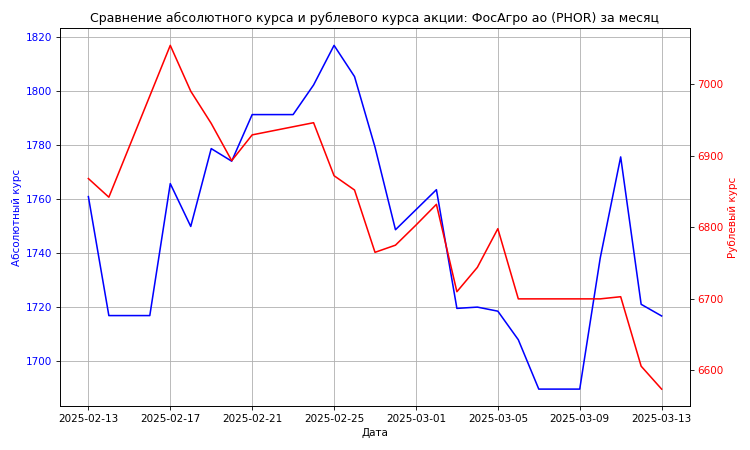 Сравнение абсолютного курса и рублевого курса акции: ФосАгро ао (PHOR) за месяц
1820
1800
1780
1760
1740
1720
1700
Абсолютный курс
7000
6900
6800
6700
6600
Рублевый курс
2025-02-13 2025-02-17 2025-02-21 2025-02-25 2025-03-01 2025-03-05 2025-03-09 2025-03-13
Дата